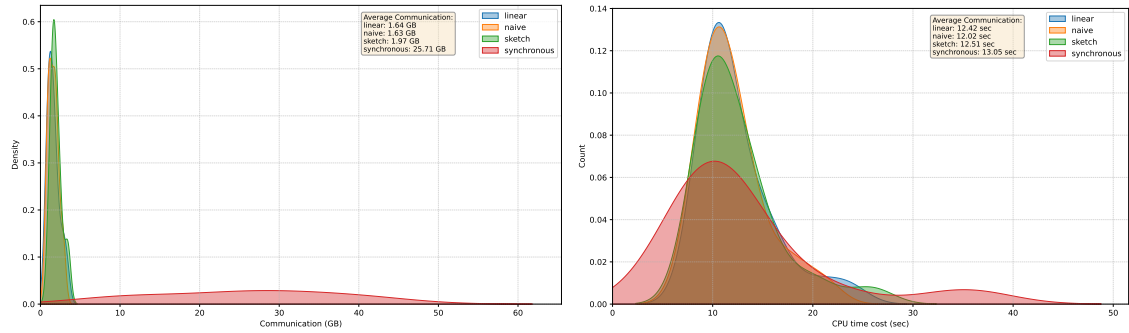 Average Communication:
linear: 1.64 GB
naive: 1.63 GB
sketch: 1.97 GB
synchronous: 25.71 GB
linear
naive
sketch
synchronous
Density
0.6
0.5
0.4
0.3
0.2
0.1
0.0
0 10 20 30 40 50 60
Communication (GB)
Average Communication:
linear: 12.42 sec
naive: 12.02 sec
sketch: 12.51 sec
synchronous: 13.05 sec
linear
naive
sketch
synchronous
Count
0.14
0.12
0.10
0.08
0.06
0.04
0.02
0.00
0 10 20 30 40 50
CPU time cost (sec)